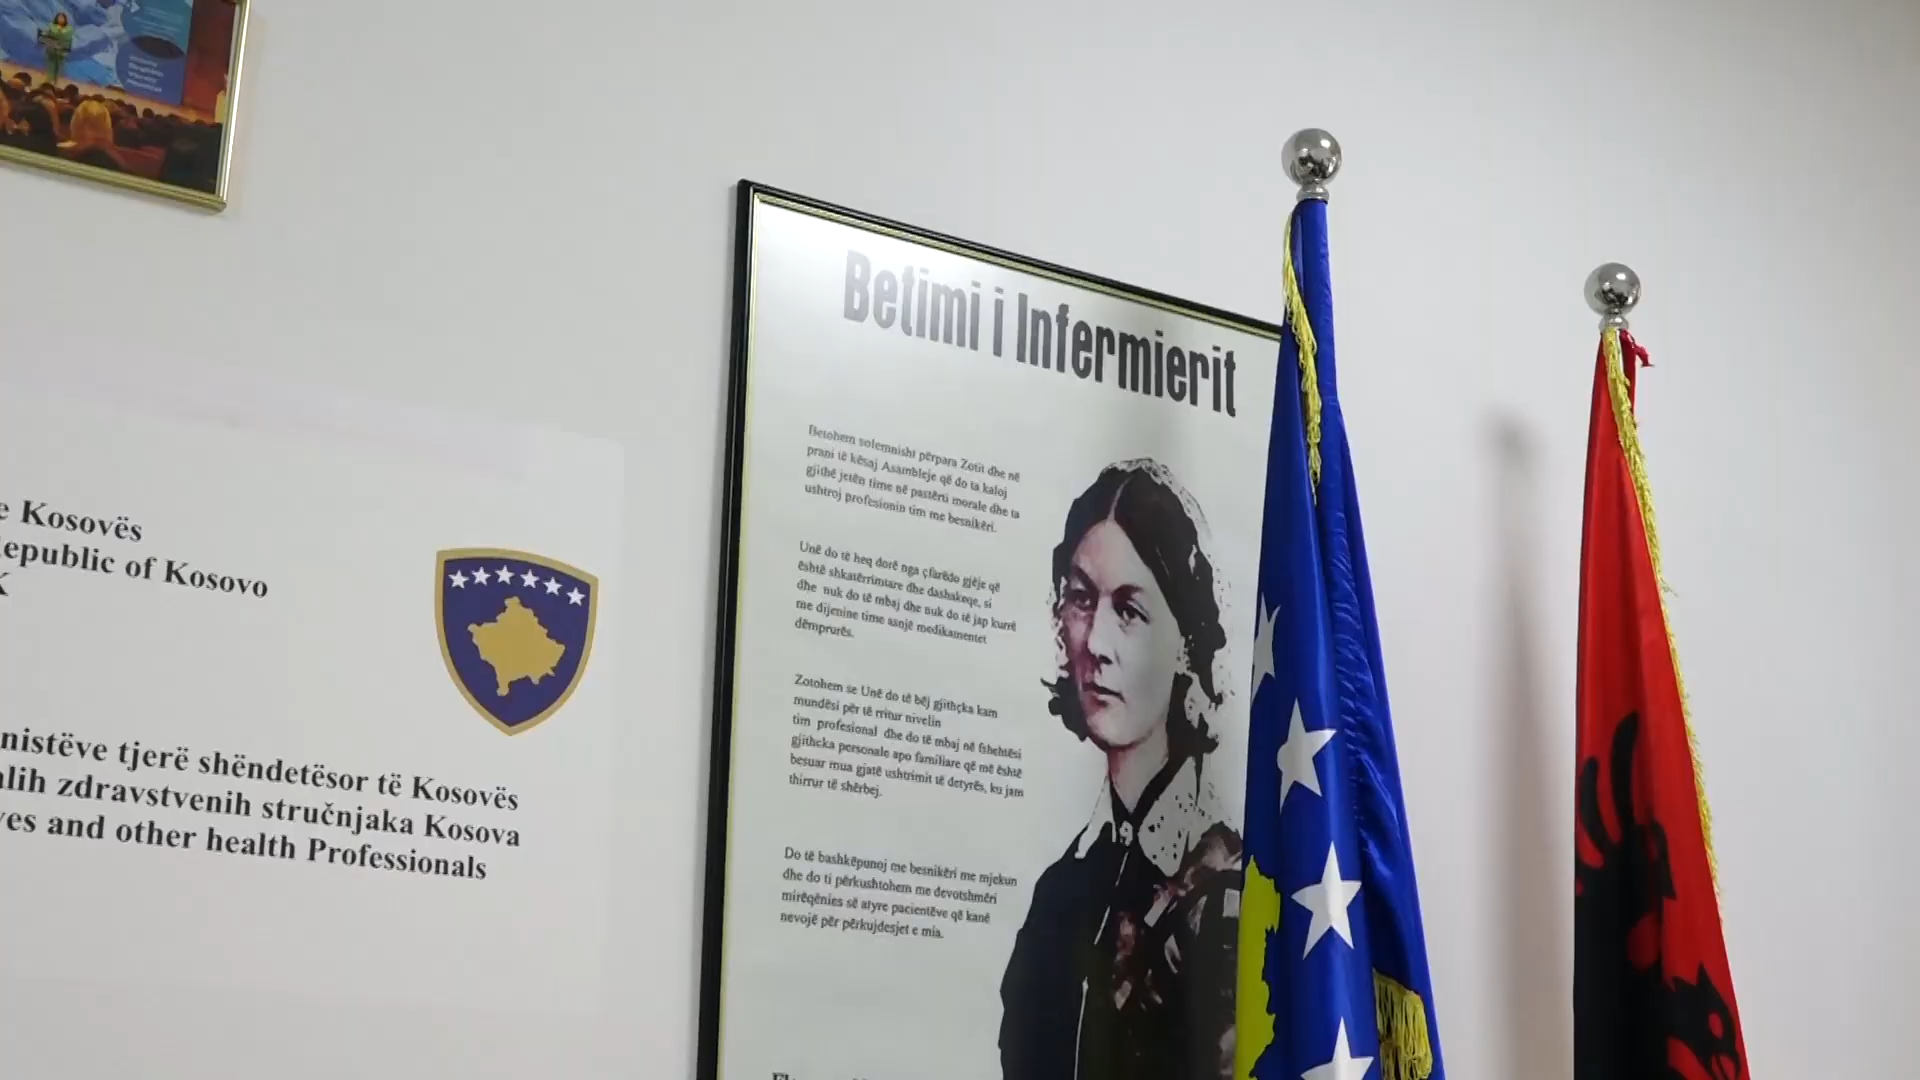 e Kosovës
Republic of Kosovo
K
nistëve tjerë shëndetësor të Kosovës
alih zdravstvenih stručnjaka Kosova
ves and other health Professionals
Betimi i Infermierit
Betohem solemnisht përpara Zotit dhe në
prani të kësaj Asambleje që do ta kaloj
gjithë jetën time në pastërti morale dhe ta
ushtroj profesionin tim me besnikëri.
Unë do të heq dorë nga çfarëdo gjëje që
është shkatërrimtare dhe dashakeqe, si
dhe nuk do të mbaj dhe nuk do të jap kurrë
me dijenine time asnjë medikamentet
dëmprurës.
Zotohem se Unë do të bëj gjithçka kam
mundësi për të rritur nivelin
tim profesional dhe do të mbaj në fshehtësi
gjithcka personale apo familiare që më është
besuar mua gjatë ushtrimit të detyrës, ku jam
thirrur të shërbej.
Do të bashkëpunoj me besnikëri me mjekun
dhe do ti përkushtohem me devotshmëri
mirëqënies së atyre pacientëve që kanë
nevojë për përkujdesjet e mia.